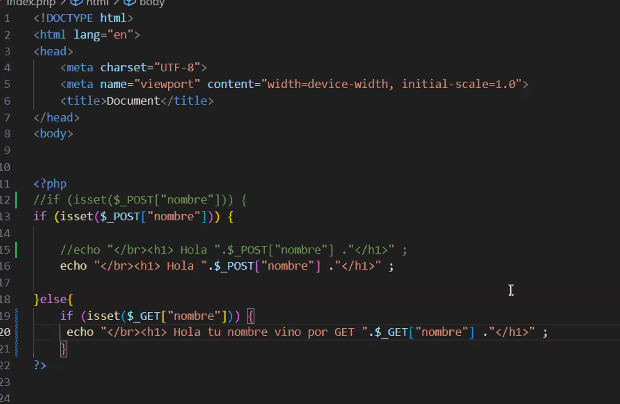 index.php > html > body
1 <!DOCTYPE html>
2 <html lang="en">
3 <head>
4 <meta charset="UTF-8">
5 <meta name="viewport" content="width=device-width, initial-scale=1.0">
6 <title>Document</title>
7 </head>
8 <body>
9
10
11 <?php
12 //if (isset($_POST["nombre"])) {
13 if (isset($_POST["nombre"])) {
14
15 //echo "</br><h1> Hola ".$_POST["nombre"] ."</h1>" ;
16 echo "</br><h1> Hola ".$_POST["nombre"] ."</h1>" ;
17
18 }else{
19 if (isset($_GET["nombre"])) {
20 echo "</br><h1> Hola tu nombre vino por GET ".$_GET["nombre"] ."</h1>" ;
21 }
22 ?>
23
24